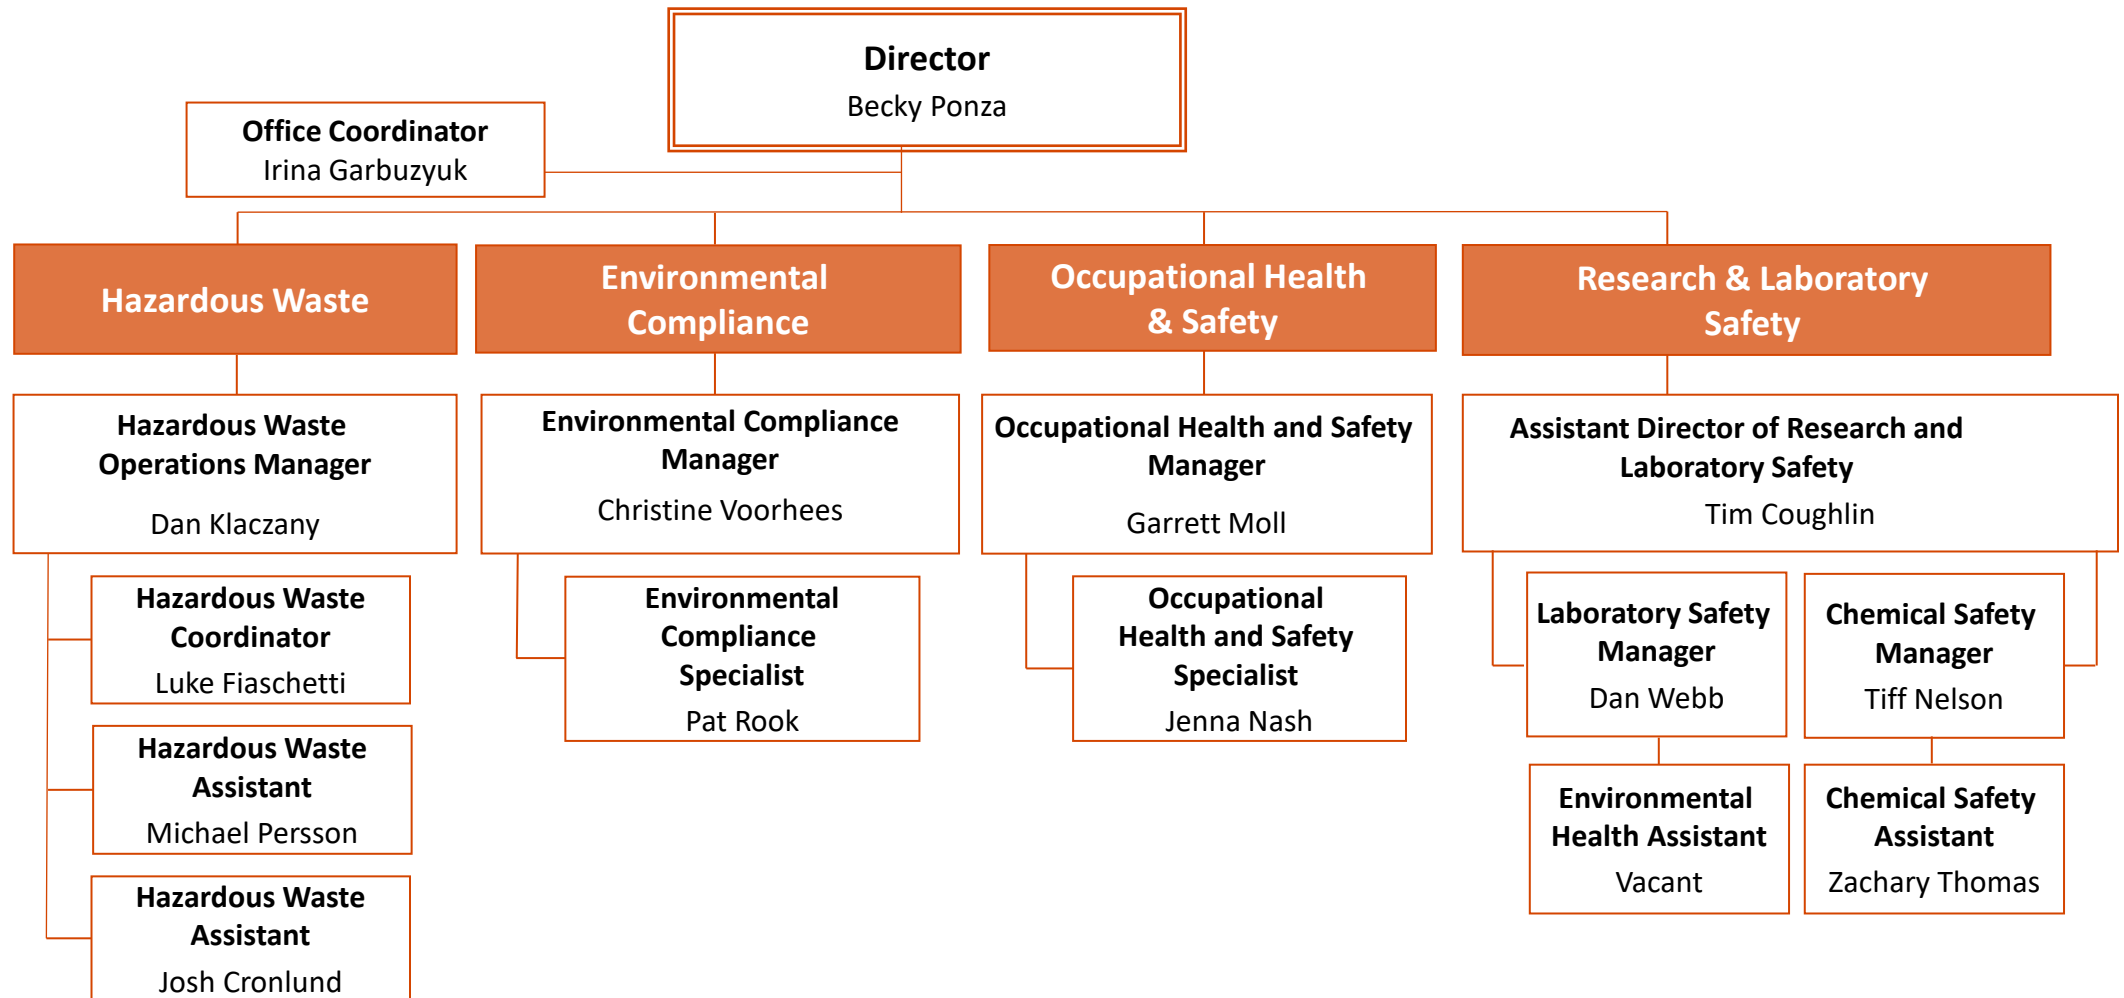 Director
Becky Ponza
Office Coordinator
Irina Garbuzyuk
Hazardous Waste
Environmental
Compliance
Occupational Health
& Safety
Research & Laboratory
Safety
Hazardous Waste
Operations Manager
Dan Klaczany
Environmental Compliance
Manager
Christine Voorhees
Occupational Health and Safety
Manager
Garrett Moll
Assistant Director of Research and
Laboratory Safety
Tim Coughlin
Hazardous Waste
Coordinator
Luke Fiaschetti
Environmental
Compliance
Specialist
Pat Rook
Occupational
Health and Safety
Specialist
Jenna Nash
Laboratory Safety
Manager
Dan Webb
Chemical Safety
Manager
Tiff Nelson
Hazardous Waste
Assistant
Michael Persson
Environmental
Health Assistant
Vacant
Chemical Safety
Assistant
Zachary Thomas
Hazardous Waste
Assistant
Josh Cronlund